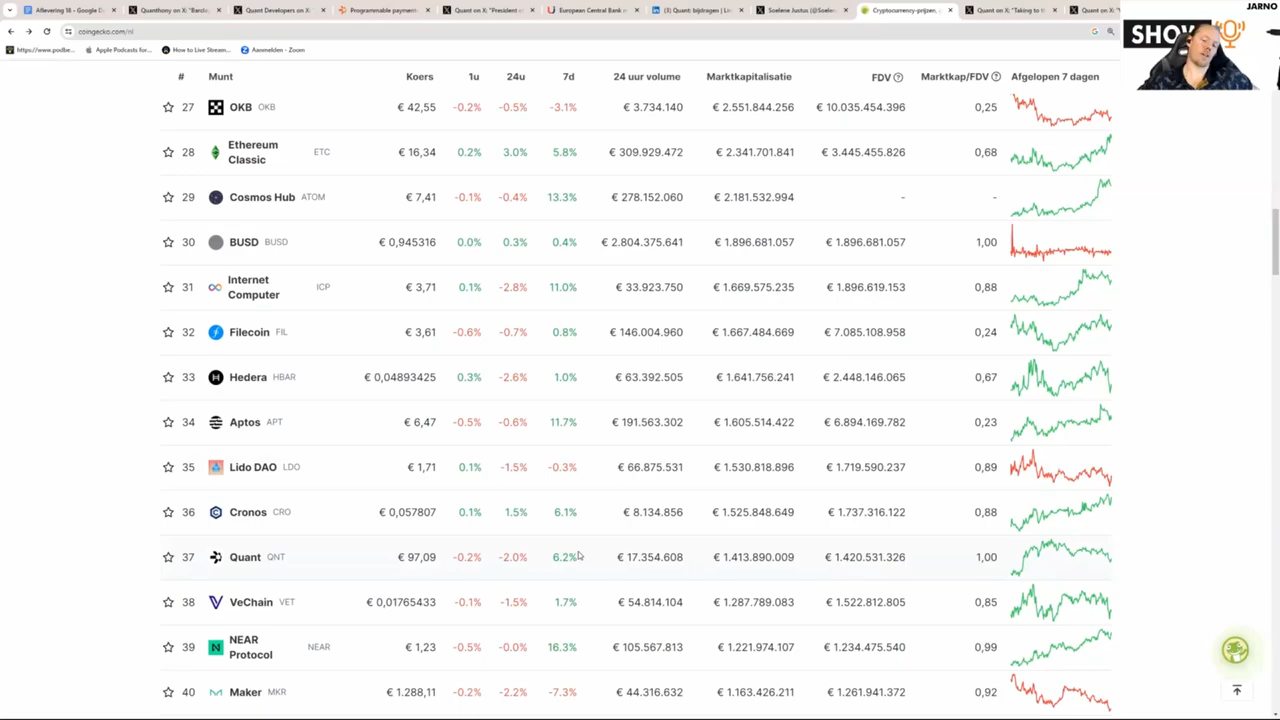 Aflevering 18 - Google D
Quanthony on X: "Barclay
Quant Developers on X:
Programmable payment
Quant on X: "President o
European Central Bank o
(1) Quant: bijdragen | Lin
Soelene Justus (@Soelen
Cryptocurrency-prijzen,
Quant on X: "Taking to th
Quant on X: "
JARNO
coingecko.com/nl
SHOW
https://www.podbe...
Apple Podcasts for...
How to Live Stream...
Aanmelden - Zoom
# Munt Koers 1u 24u 7d 24 uur volume Marktkapitalisatie FDV Marktkap/FDV Afgelopen 7 dagen
27 OKB OKB € 42,55 -0.2% -0.5% -3.1% € 3.734.140 € 2.551.844.256 € 10.035.454.396 0,25
28 Ethereum Classic ETC € 16,34 0.2% 3.0% 5.8% € 309.929.472 € 2.341.701.841 € 3.445.455.826 0,68
29 Cosmos Hub ATOM € 7,41 -0.1% -0.4% 13.3% € 278.152.060 € 2.181.532.994 - -
30 BUSD BUSD € 0,945316 0.0% 0.3% 0.4% € 2.804.375.641 € 1.896.681.057 € 1.896.681.057 1,00
31 Internet Computer ICP € 3,71 0.1% -2.8% 11.0% € 33.923.750 € 1.669.575.235 € 1.896.619.153 0,88
32 Filecoin FIL € 3,61 -0.6% -0.7% 0.8% € 146.004.960 € 1.667.484.669 € 7.085.108.958 0,24
33 Hedera HBAR € 0,04893425 0.3% -2.6% 1.0% € 63.392.505 € 1.641.756.241 € 2.448.146.065 0,67
34 Aptos APT € 6,47 -0.5% -0.6% 11.7% € 191.563.302 € 1.605.514.422 € 6.894.169.782 0,23
35 Lido DAO LDO € 1,71 0.1% -1.5% -0.3% € 66.855.531 € 1.530.818.896 € 1.719.590.237 0,89
36 Cronos CRO € 0,057807 0.1% 1.5% 6.1% € 8.134.859 € 1.525.848.649 € 1.737.316.122 0,88
37 Quant QNT € 97,09 -0.2% -2.0% 6.2% € 17.354.608 € 1.413.890.009 € 1.420.531.326 1,00
38 VeChain VET € 0,01765433 -0.1% -1.5% 1.7% € 54.814.104 € 1.287.789.083 € 1.522.812.805 0,85
39 NEAR Protocol NEAR € 1,23 -0.5% -0.0% 16.3% € 105.567.813 € 1.221.974.107 € 1.234.475.540 0,99
40 Maker MKR € 1.288,11 -0.2% -2.2% -7.3% € 44.316.632 € 1.163.426.211 € 1.261.941.372 0,92